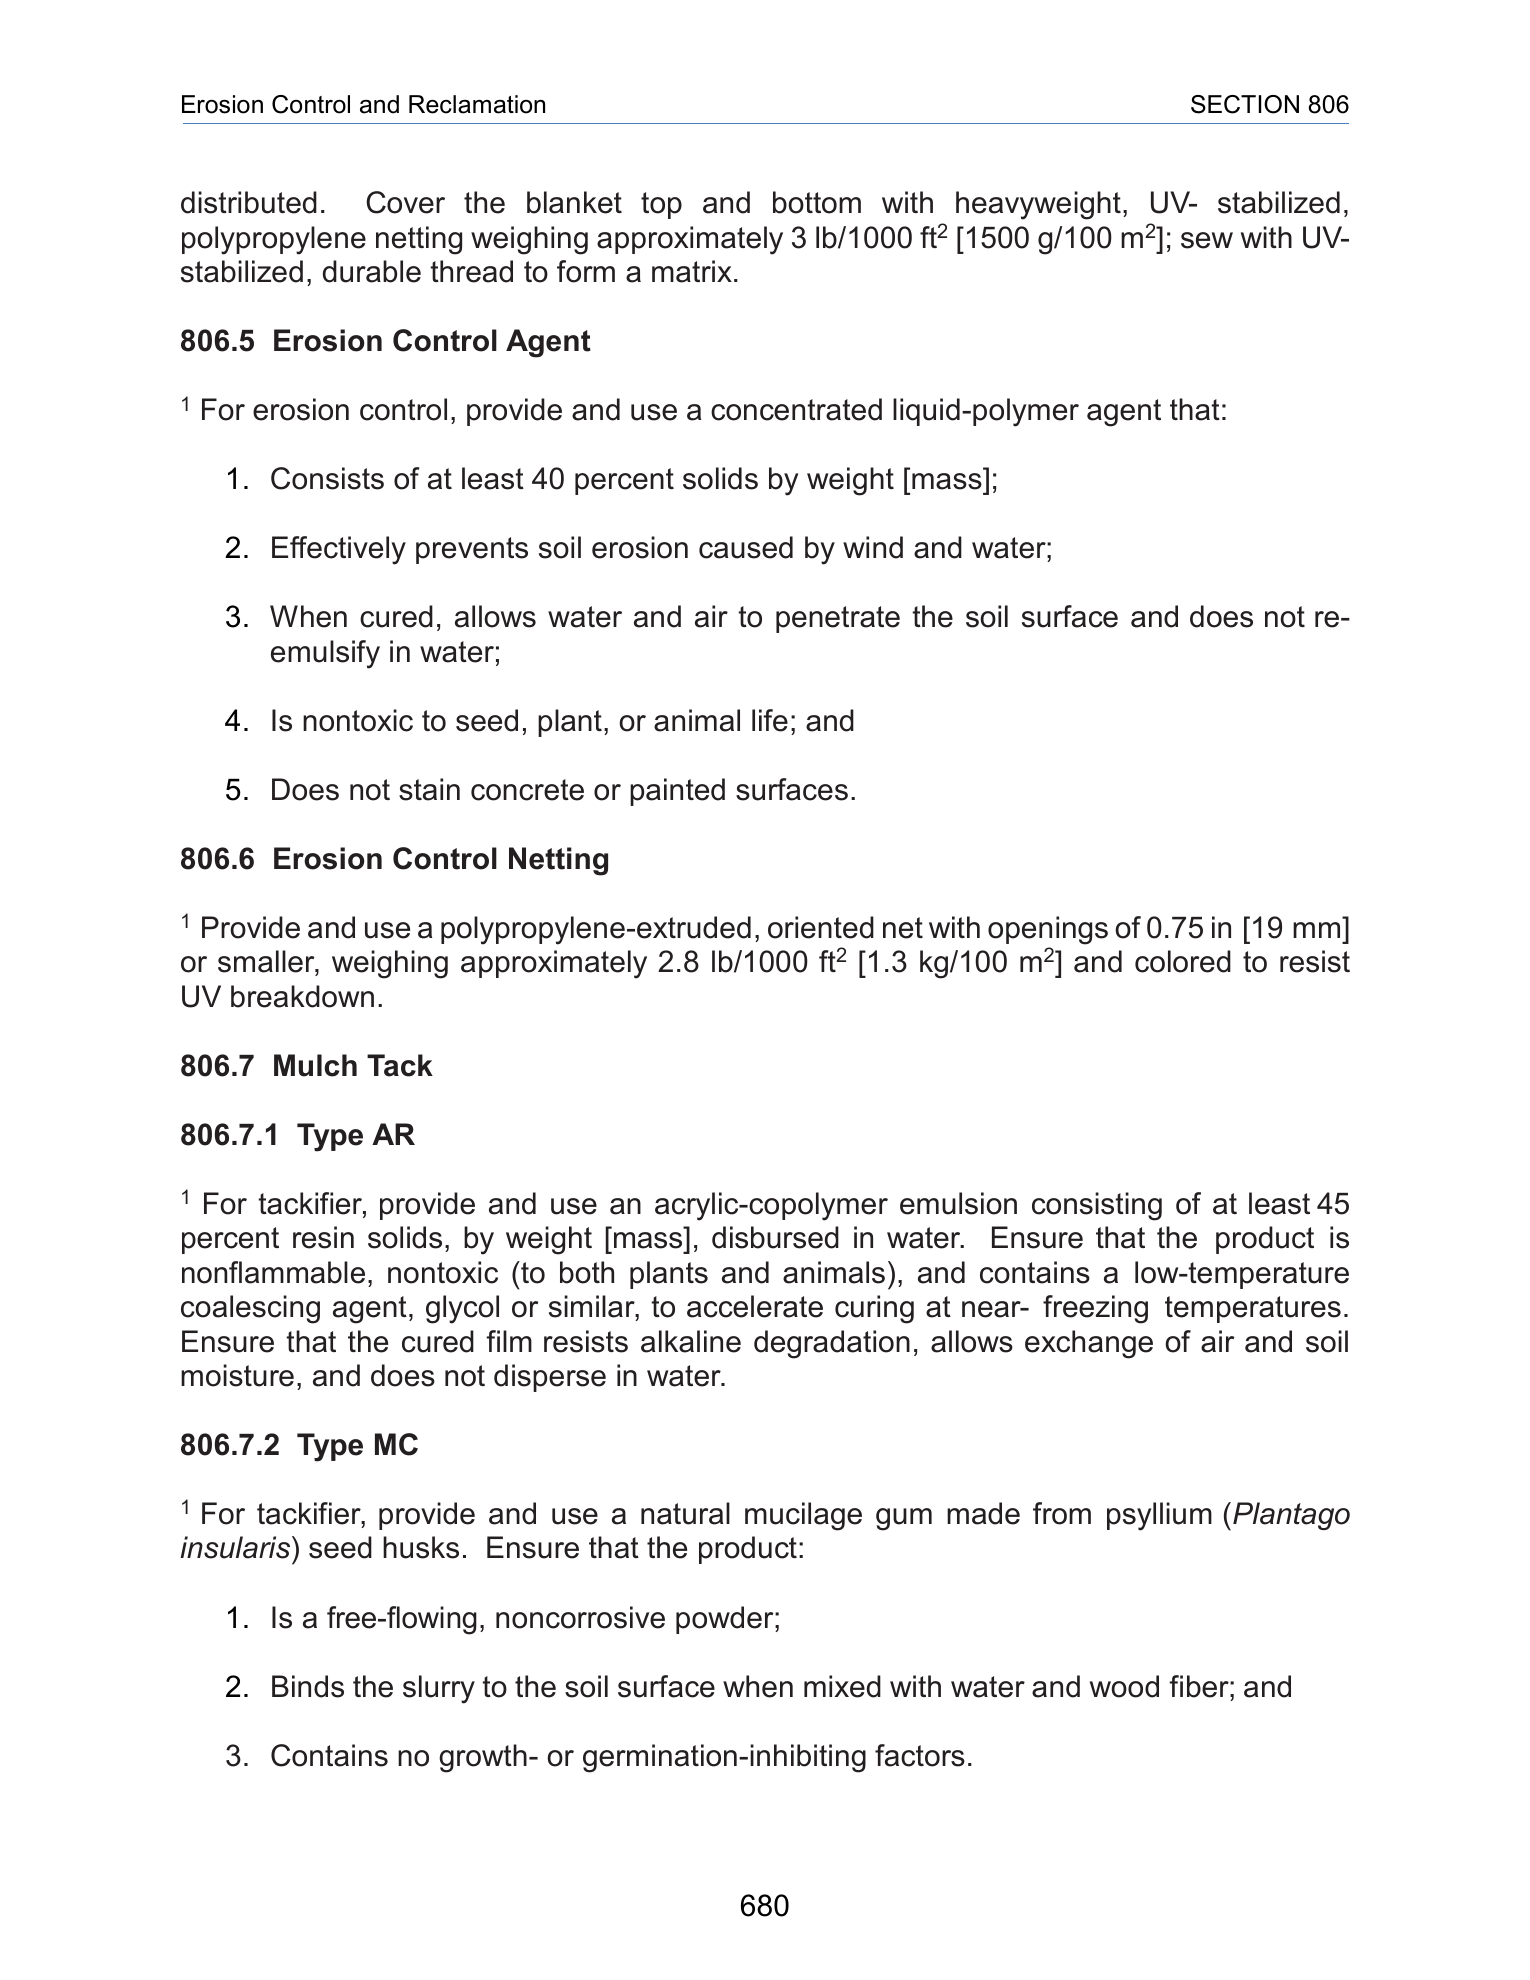 Erosion Control and Reclamation SECTION 806
distributed. Cover the blanket top and bottom with heavyweight, UV- stabilized,
polypropylene netting weighing approximately 3 lb/1000 ft² [1500 g/100 m²]; sew with UV-
stabilized, durable thread to form a matrix.
806.5 Erosion Control Agent
¹ For erosion control, provide and use a concentrated liquid-polymer agent that:
1. Consists of at least 40 percent solids by weight [mass];
2. Effectively prevents soil erosion caused by wind and water;
3. When cured, allows water and air to penetrate the soil surface and does not re-
emulsify in water;
4. Is nontoxic to seed, plant, or animal life; and
5. Does not stain concrete or painted surfaces.
806.6 Erosion Control Netting
¹ Provide and use a polypropylene-extruded, oriented net with openings of 0.75 in [19 mm]
or smaller, weighing approximately 2.8 lb/1000 ft² [1.3 kg/100 m²] and colored to resist
UV breakdown.
806.7 Mulch Tack
806.7.1 Type AR
¹ For tackifier, provide and use an acrylic-copolymer emulsion consisting of at least 45
percent resin solids, by weight [mass], disbursed in water. Ensure that the product is
nonflammable, nontoxic (to both plants and animals), and contains a low-temperature
coalescing agent, glycol or similar, to accelerate curing at near- freezing temperatures.
Ensure that the cured film resists alkaline degradation, allows exchange of air and soil
moisture, and does not disperse in water.
806.7.2 Type MC
¹ For tackifier, provide and use a natural mucilage gum made from psyllium (Plantago
insularis) seed husks. Ensure that the product:
1. Is a free-flowing, noncorrosive powder;
2. Binds the slurry to the soil surface when mixed with water and wood fiber; and
3. Contains no growth- or germination-inhibiting factors.
680